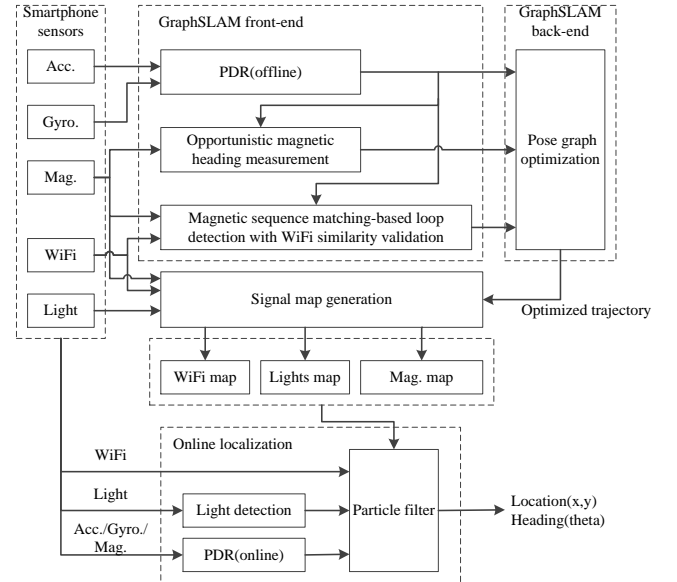 Smartphone
sensors
GraphSLAM front-end
GraphSLAM
back-end
Acc.
PDR(offline)
Gyro.
Opportunistic magnetic
heading measurement
Pose graph
optimization
Mag.
Magnetic sequence matching-based loop
detection with WiFi similarity validation
WiFi
Signal map generation
Light
Optimized trajectory
WiFi map
Lights map
Mag. map
Online localization
WiFi
Light
Light detection
Particle filter
Location(x,y)
Heading(theta)
Acc./Gyro./
Mag.
PDR(online)